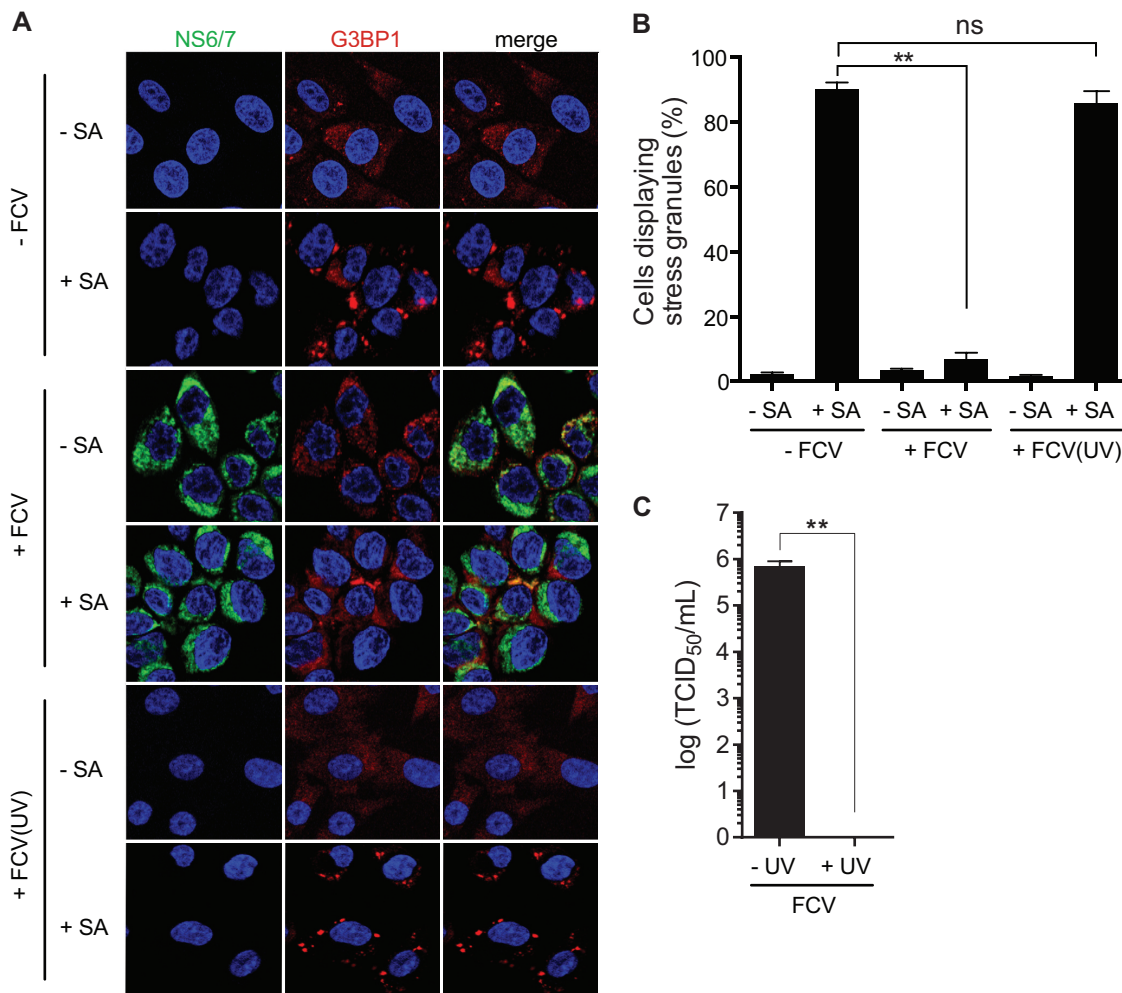 A
NS6/7 G3BP1 merge
- FCV
- SA
+ SA
+ FCV
- SA
+ SA
+ FCV(UV)
- SA
+ SA
B
ns
**
Cells displaying
stress granules (%)
100
80
60
40
20
0
- SA + SA - SA + SA - SA + SA
- FCV + FCV + FCV(UV)
C
**
log (TCID50/mL)
7
6
5
4
3
2
1
0
- UV + UV
FCV